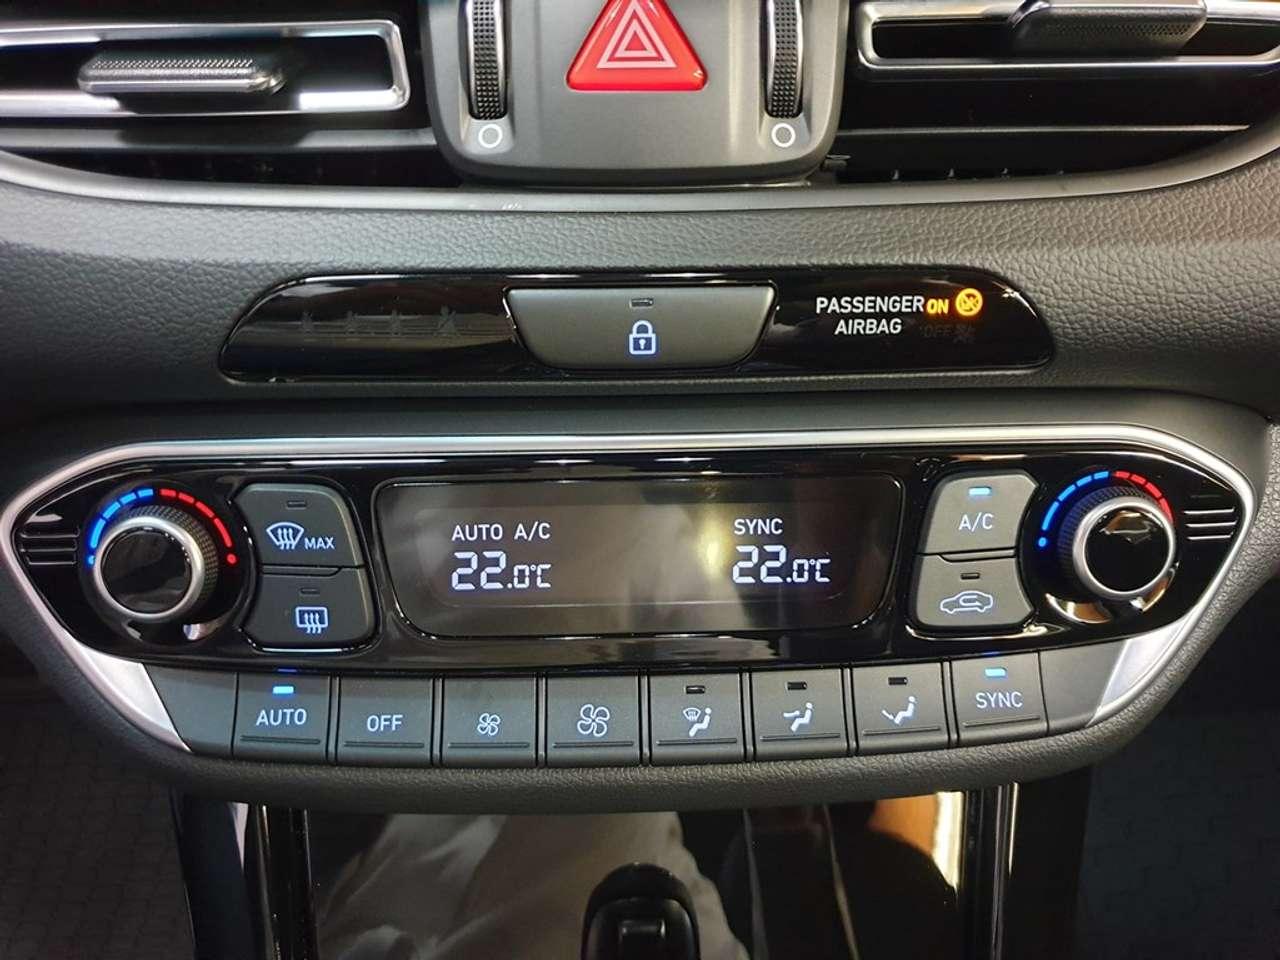 PASSENGER ON
AIRBAG OFF
AUTO A/C SYNC
22.0°C 22.0°C
MAX
A/C
AUTO OFF SYNC